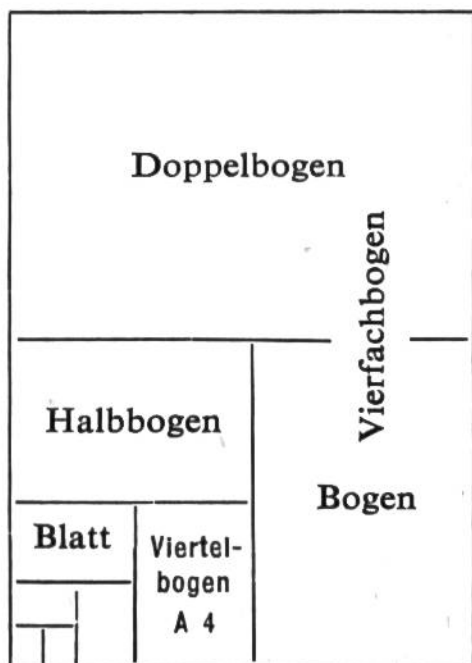 Doppelbogen
Vierfachbogen
Halbbogen
Bogen
Blatt
Viertel-
bogen
A 4